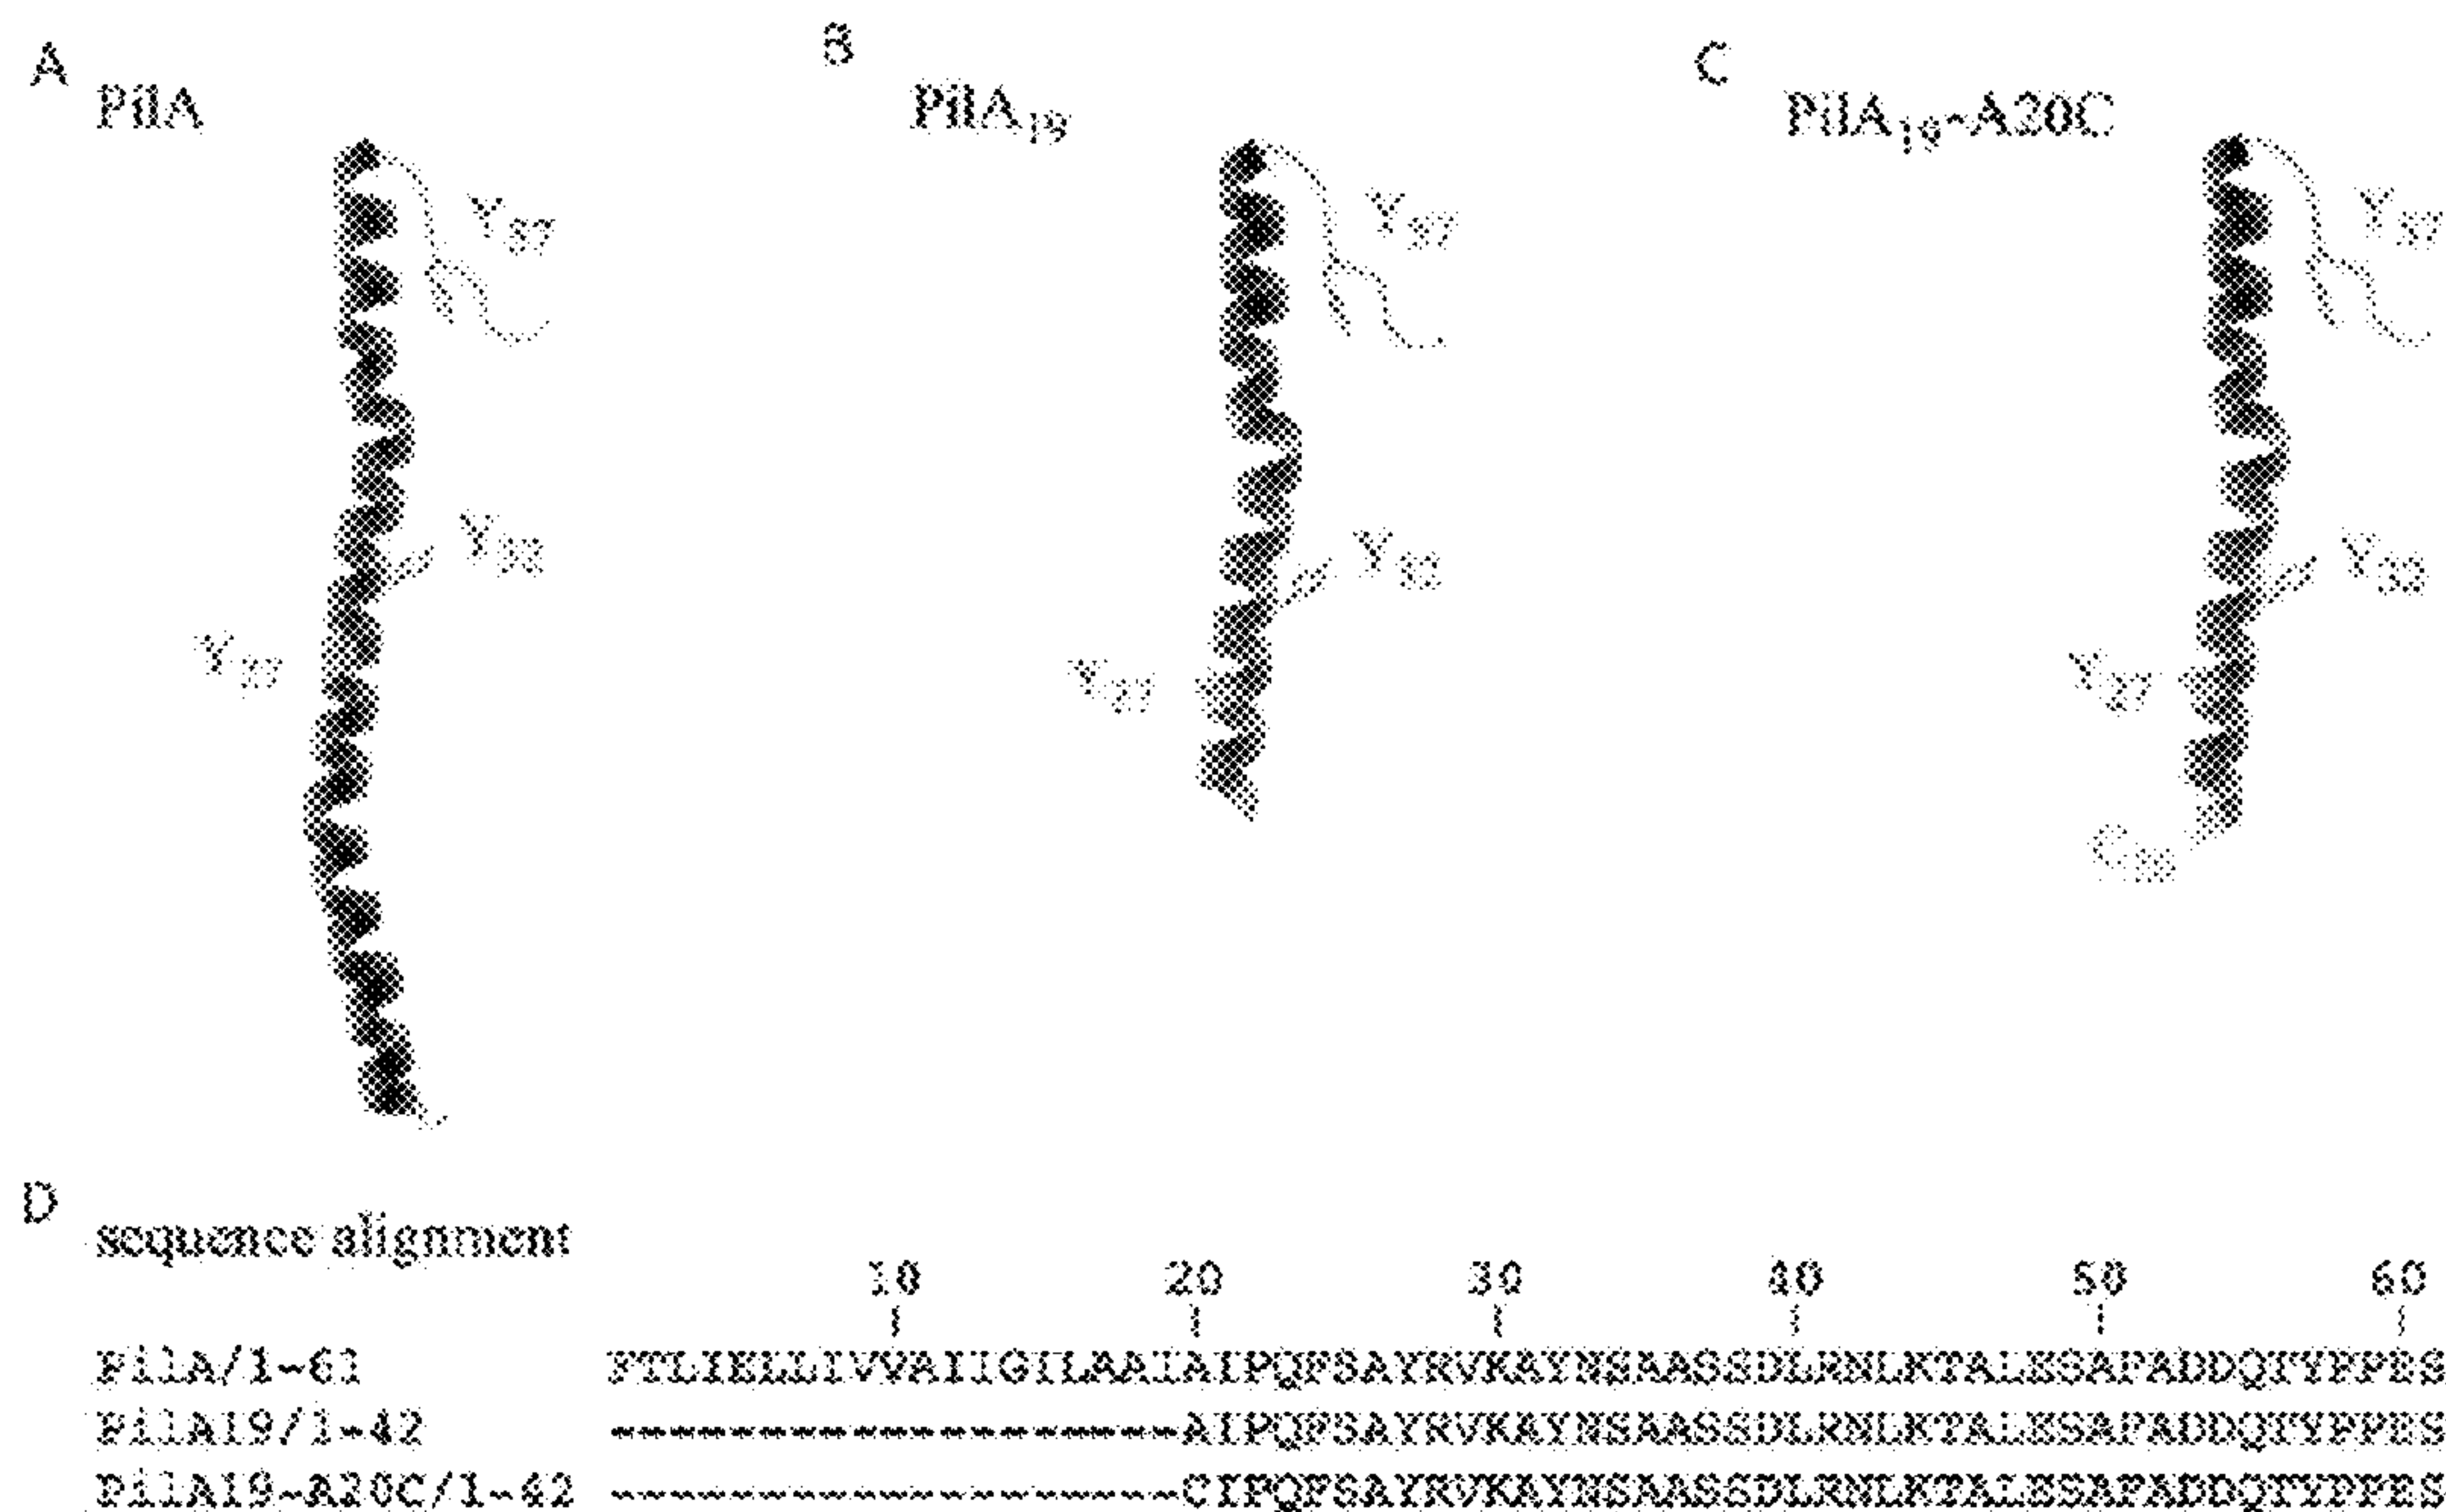 A
PilA
Y57
Y32
Y27
B
PilA19
Y57
Y32
Y27
C
PilA19-A20C
Y57
Y32
Y27
C20
D
sequence alignment
10 20 30 40 50 60
PilA/1-61 FTLIELLIVVAIIGILAAIAIPQFSAYRVKAYNSAASSDLRNLKTALESAFADDQTYPPES
PilA19/1-42 -------------------AIPQFSAYRVKAYNSAASSDLRNLKTALESAFADDQTYPPES
PilA19-A20C/1-42 -------------------CIPQFSAYRVKAYNSAASSDLRNLKTALESAFADDQTYPPES